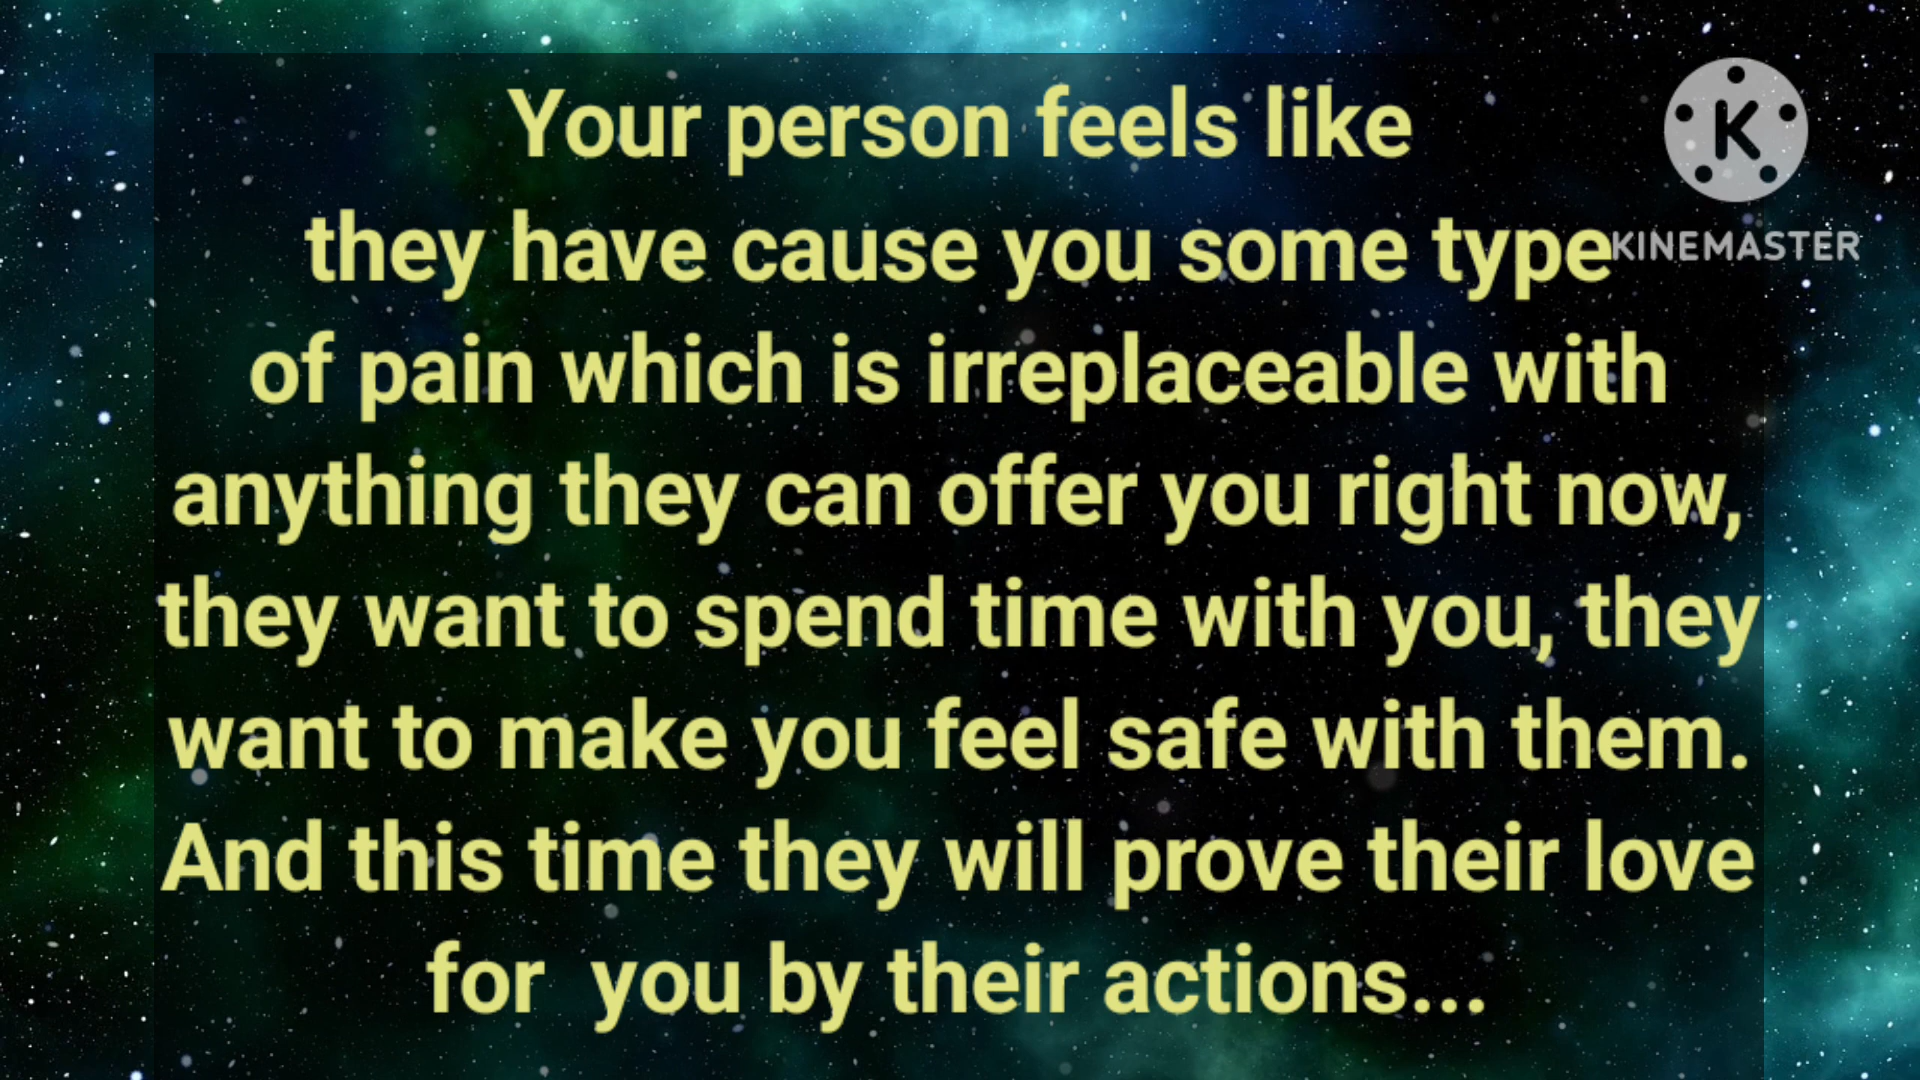 Your person feels like
they have cause you some type
KINEMASTER
of pain which is irreplaceable with
anything they can offer you right now,
they want to spend time with you, they
want to make you feel safe with them.
And this time they will prove their love
for  you by their actions...